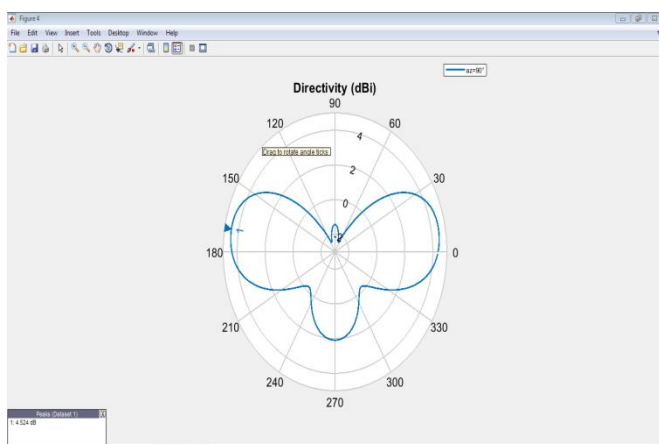 Figure 4
File Edit View Insert Tools Desktop Window Help
az=90°
Directivity (dBi)
90
120 60
4
Drag to rotate angle ticks
150 2 30
0
-2
1
180 0
210 330
240 300
270
Peaks (Dataset 1) X
1: 4.524 dB